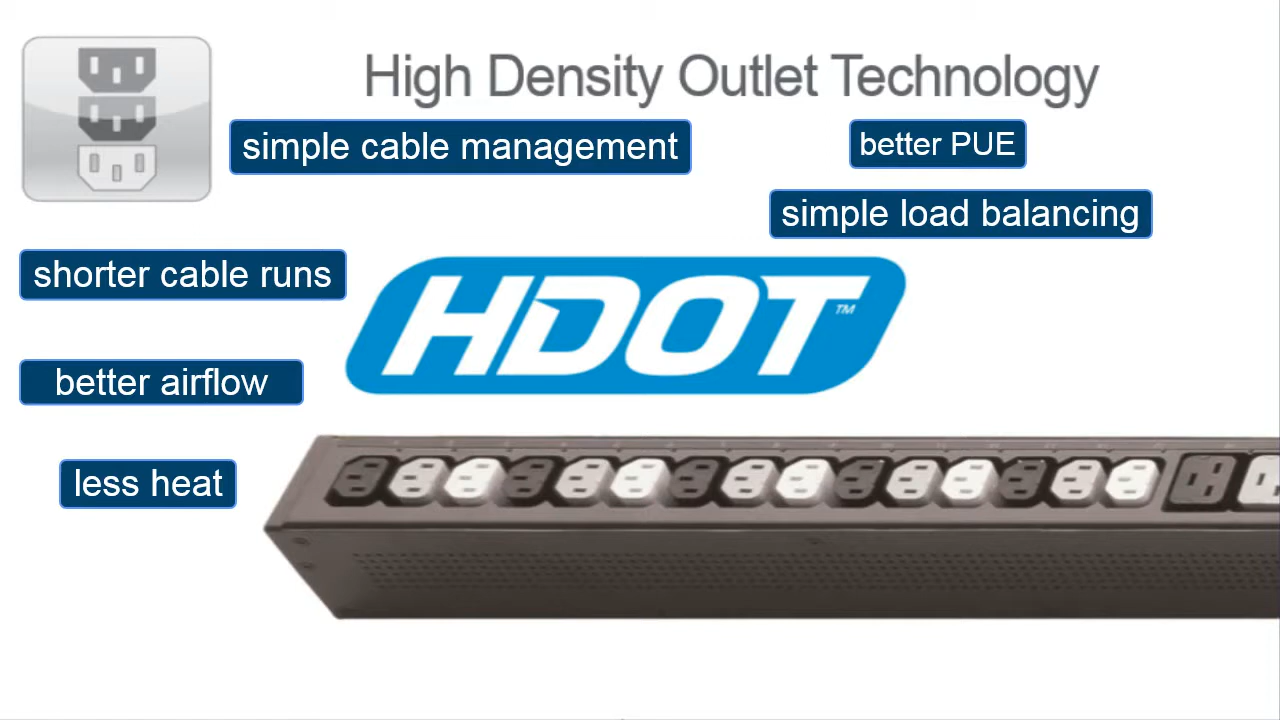 High Density Outlet Technology
simple cable management
better PUE
simple load balancing
shorter cable runs
HDOT™
better airflow
less heat